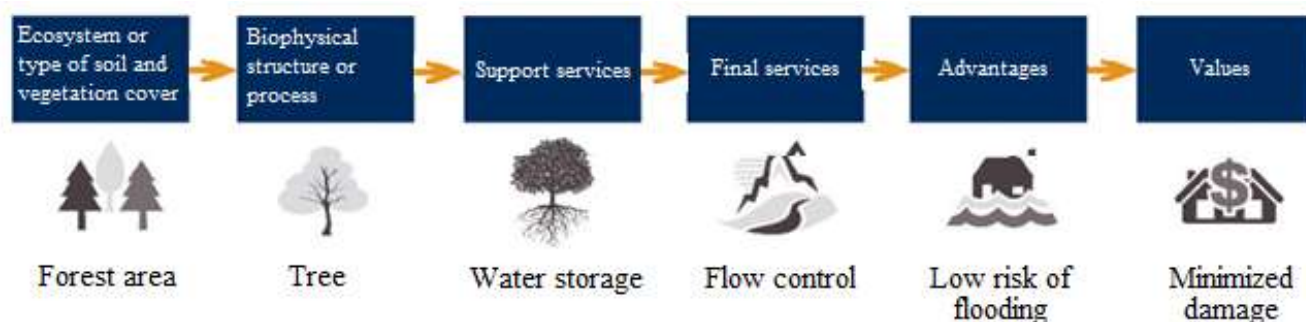 Ecosystem or
type of soil and
vegetation cover
Biophysical
structure or
process
Support services
Final services
Advantages
Values
Forest area
Tree
Water storage
Flow control
Low risk of
flooding
Minimized
damage